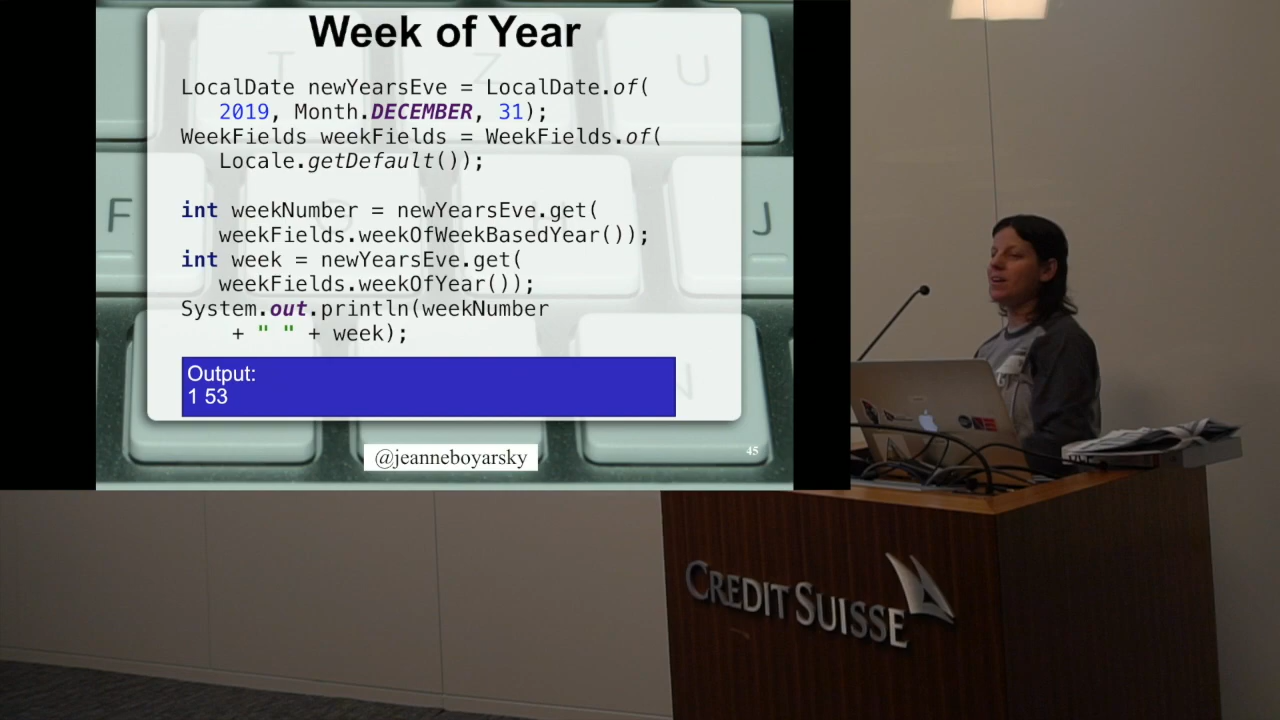 Week of Year
LocalDate newYearsEve = LocalDate.of(
2019, Month.DECEMBER, 31);
WeekFields weekFields = WeekFields.of(
Locale.getDefault());
int weekNumber = newYearsEve.get(
weekFields.weekOfWeekBasedYear());
int week = newYearsEve.get(
weekFields.weekOfYear());
System.out.println(weekNumber
+ " " + week);
Output:
1 53
@jeanneboyarsky
45
F
J
U
N
CREDIT SUISSE